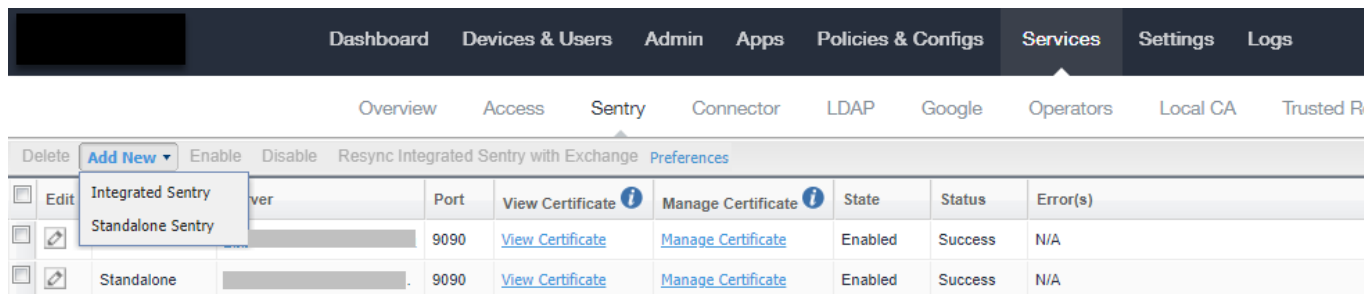 Dashboard Devices & Users Admin Apps Policies & Configs Services Settings Logs
Overview Access Sentry Connector LDAP Google Operators Local CA Trusted
Delete Add New Enable Disable Resync Integrated Sentry with Exchange Preferences
Edit Integrated Sentry ver Port View Certificate i Manage Certificate i State Status Error(s)
Standalone Sentry 9090 View Certificate Manage Certificate Enabled Success N/A
Standalone . 9090 View Certificate Manage Certificate Enabled Success N/A